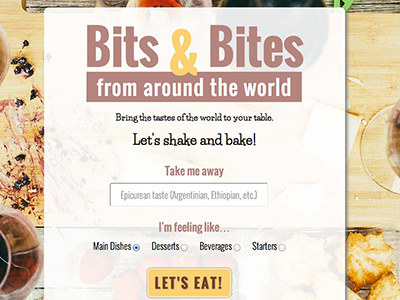 Bits & Bites
from around the world
Bring the tastes of the world to your table.
Let's shake and bake!
Take me away
Epicurean taste (Argentinian, Ethiopian, etc.)
I'm feeling like...
Main Dishes Desserts Beverages Starters
LET'S EAT!